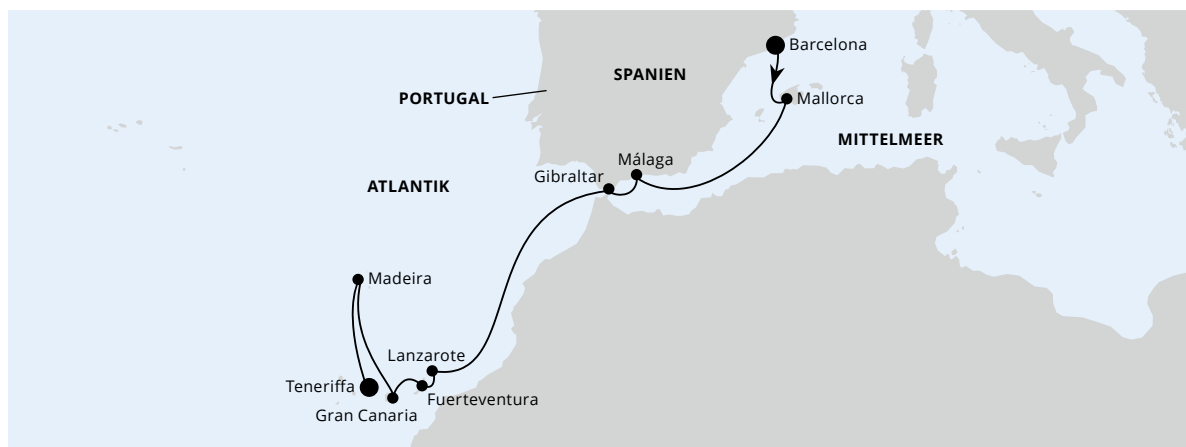 Barcelona
SPANIEN
PORTUGAL
Mallorca
MITTELMEER
Málaga
Gibraltar
ATLANTIK
Madeira
Lanzarote
Teneriffa
Fuerteventura
Gran Canaria